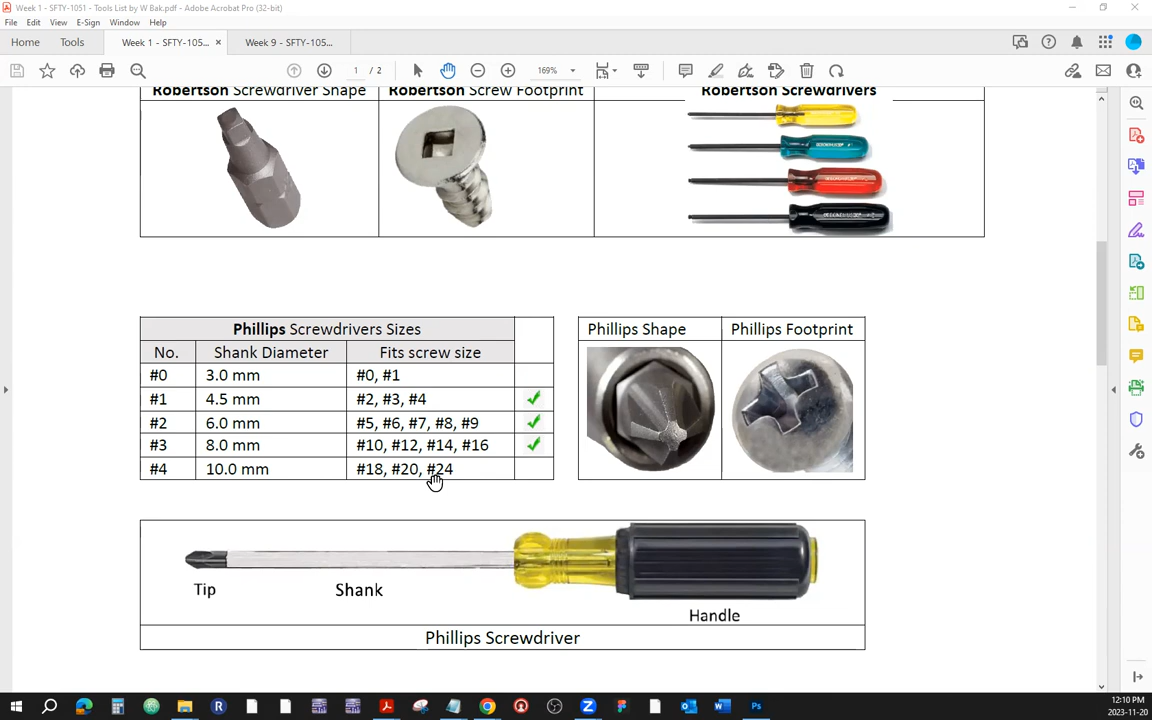 Week 1 - SFTY-1051 - Tools List by W Bak.pdf - Adobe Acrobat Pro (32-bit)
File Edit View E-Sign Window Help
Home Tools Week 1 - SFTY-105... × Week 9 - SFTY-105...
1 / 2 169%
Robertson Screwdriver Shape Robertson Screw Footprint Robertson Screwdrivers
Phillips Screwdrivers Sizes
No. Shank Diameter Fits screw size
#0 3.0 mm #0, #1
#1 4.5 mm #2, #3, #4
#2 6.0 mm #5, #6, #7, #8, #9
#3 8.0 mm #10, #12, #14, #16
#4 10.0 mm #18, #20, #24
Phillips Shape Phillips Footprint
Tip Shank Handle
Phillips Screwdriver
12:10 PM
2023-11-20